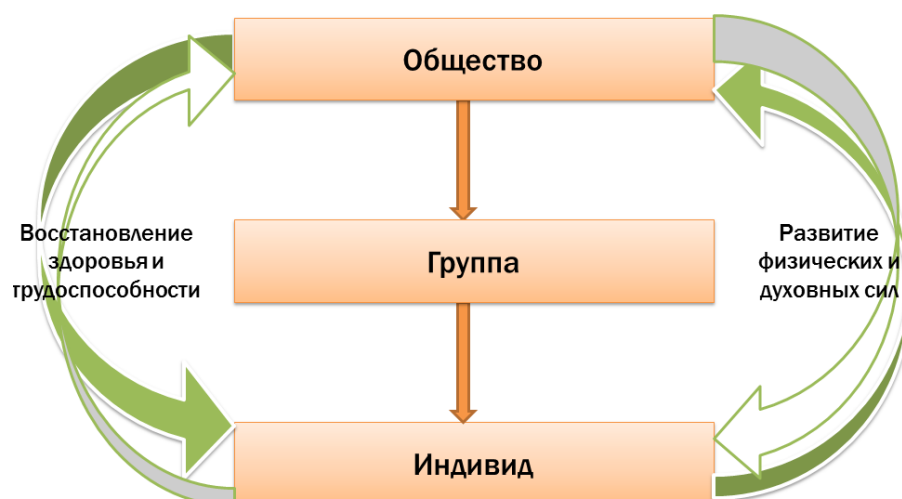 Общество
Восстановление
здоровья и
трудоспособности
Группа
Развитие
физических и
духовных сил
Индивид